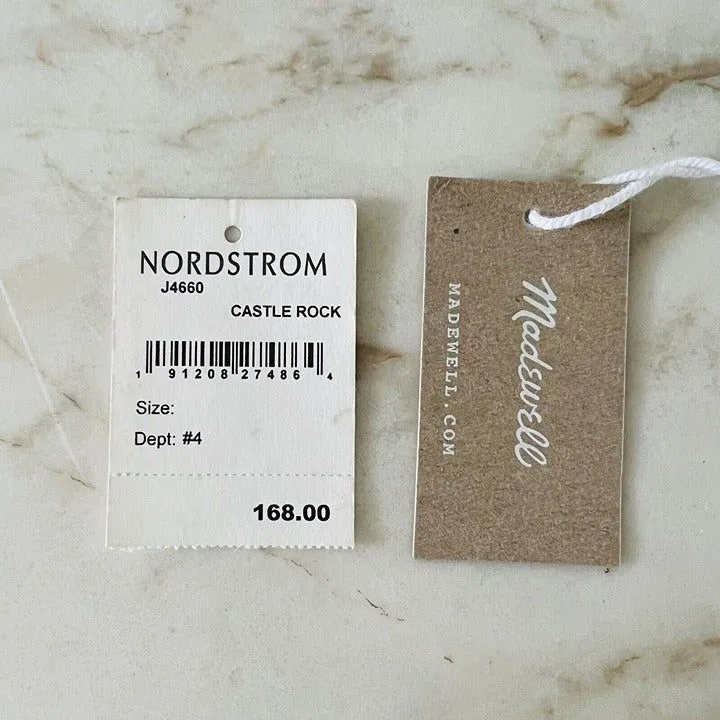 NORDSTROM
J4660
CASTLE ROCK
1 91208 27486 4
Size:
Dept: #4
168.00
Madewell
MADEWELL.COM